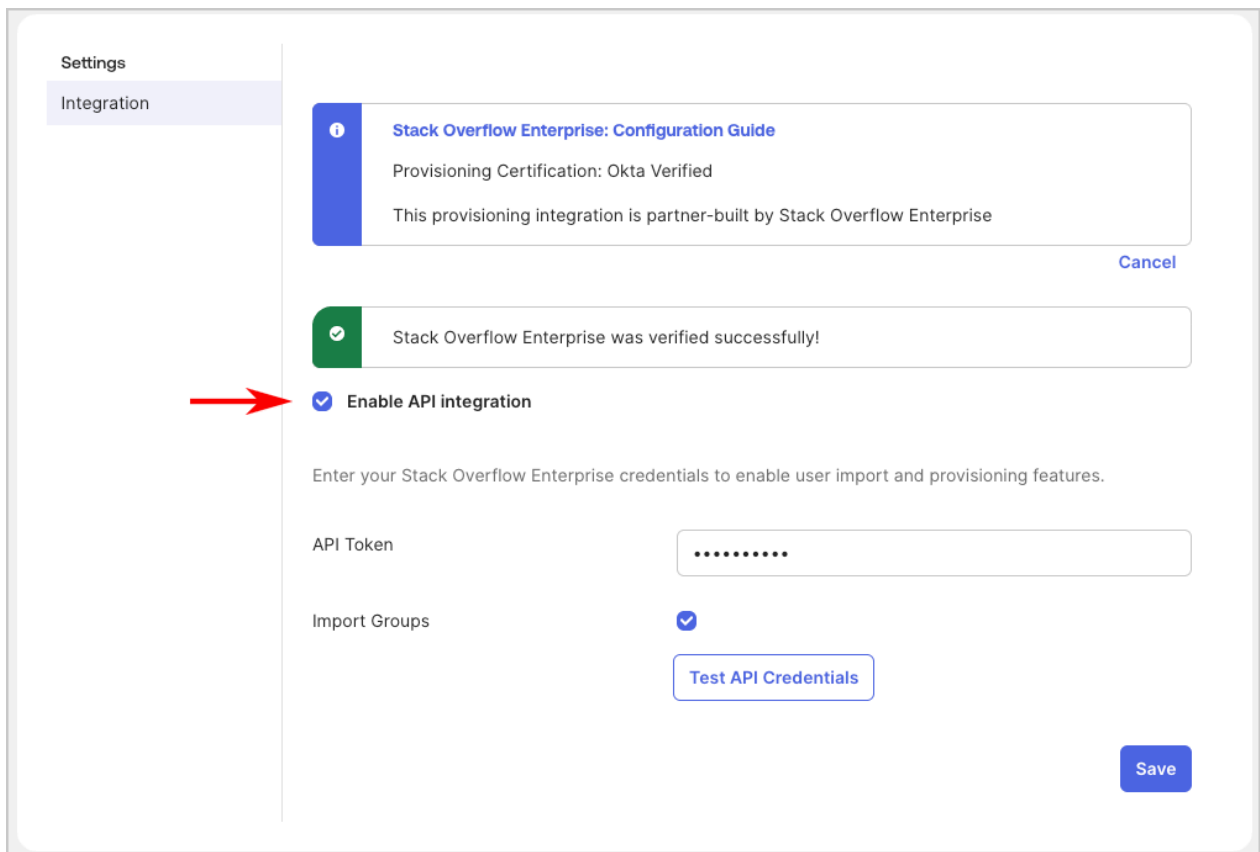 Settings
Integration
Stack Overflow Enterprise: Configuration Guide
Provisioning Certification: Okta Verified
This provisioning integration is partner-built by Stack Overflow Enterprise
Cancel
Stack Overflow Enterprise was verified successfully!
Enable API integration
Enter your Stack Overflow Enterprise credentials to enable user import and provisioning features.
API Token
••••••••••
Import Groups
Test API Credentials
Save